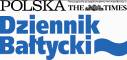 POLSKA THE TIMES
Dziennik
Bałtycki